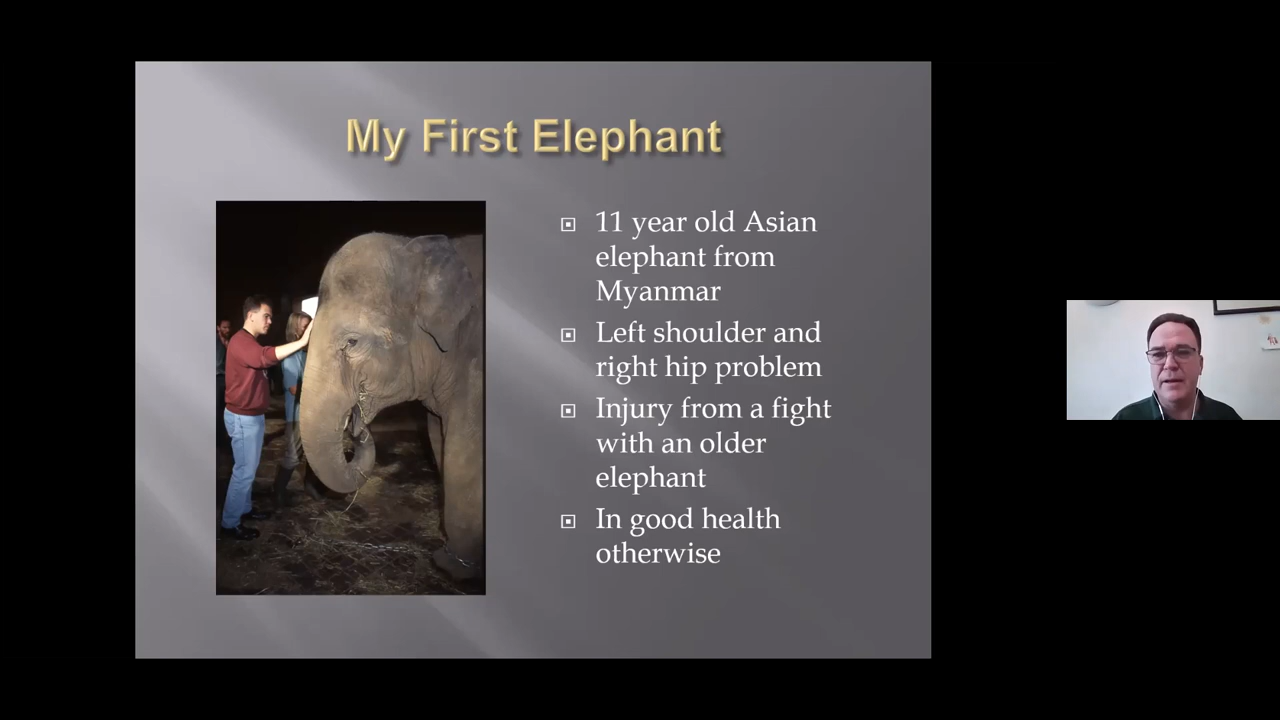 My First Elephant
11 year old Asian
elephant from
Myanmar
Left shoulder and
right hip problem
Injury from a fight
with an older
elephant
In good health
otherwise